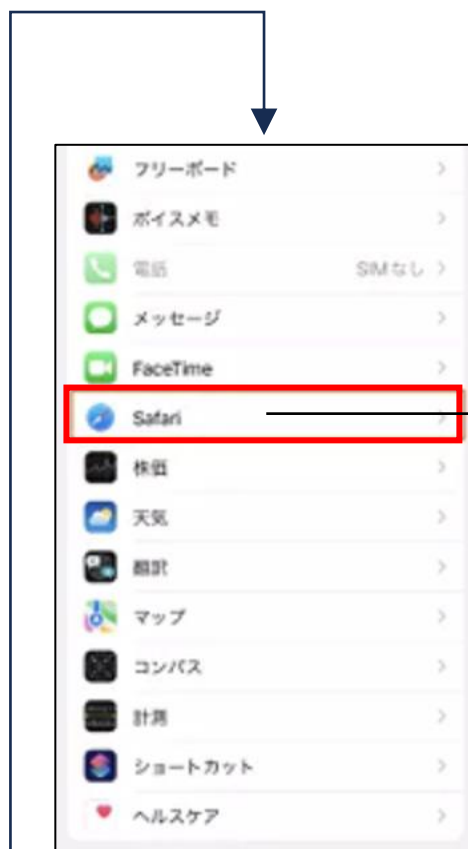 フリーボード
ボイスメモ
電話 SIMなし
メッセージ
FaceTime
Safari
株価
天気
翻訳
マップ
コンパス
計測
ショートカット
ヘルスケア